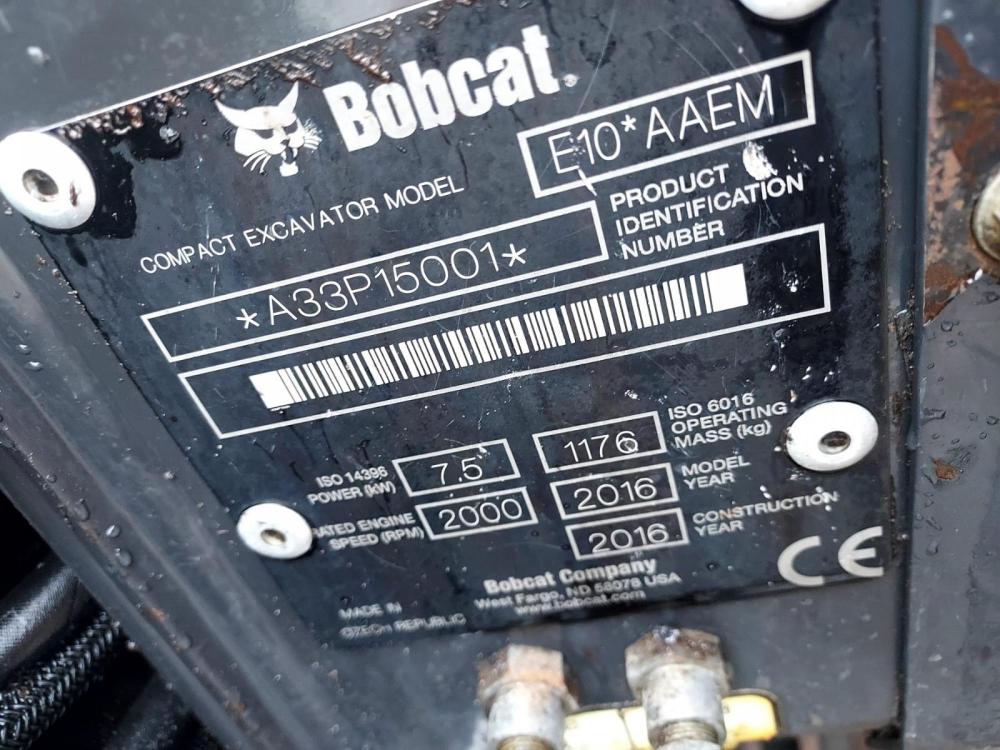 Bobcat®
COMPACT EXCAVATOR MODEL
E10*AAEM
*A33P15001*
PRODUCT
IDENTIFICATION
NUMBER
ISO 14396
POWER (kW)
7.5
1176
ISO 6016
OPERATING
MASS (kg)
RATED ENGINE
SPEED (RPM)
2000
2016
MODEL
YEAR
2016
CONSTRUCTION
YEAR
Bobcat Company
West Fargo, ND 58078 USA
www.bobcat.com
MADE IN
CZECH REPUBLIC
CE